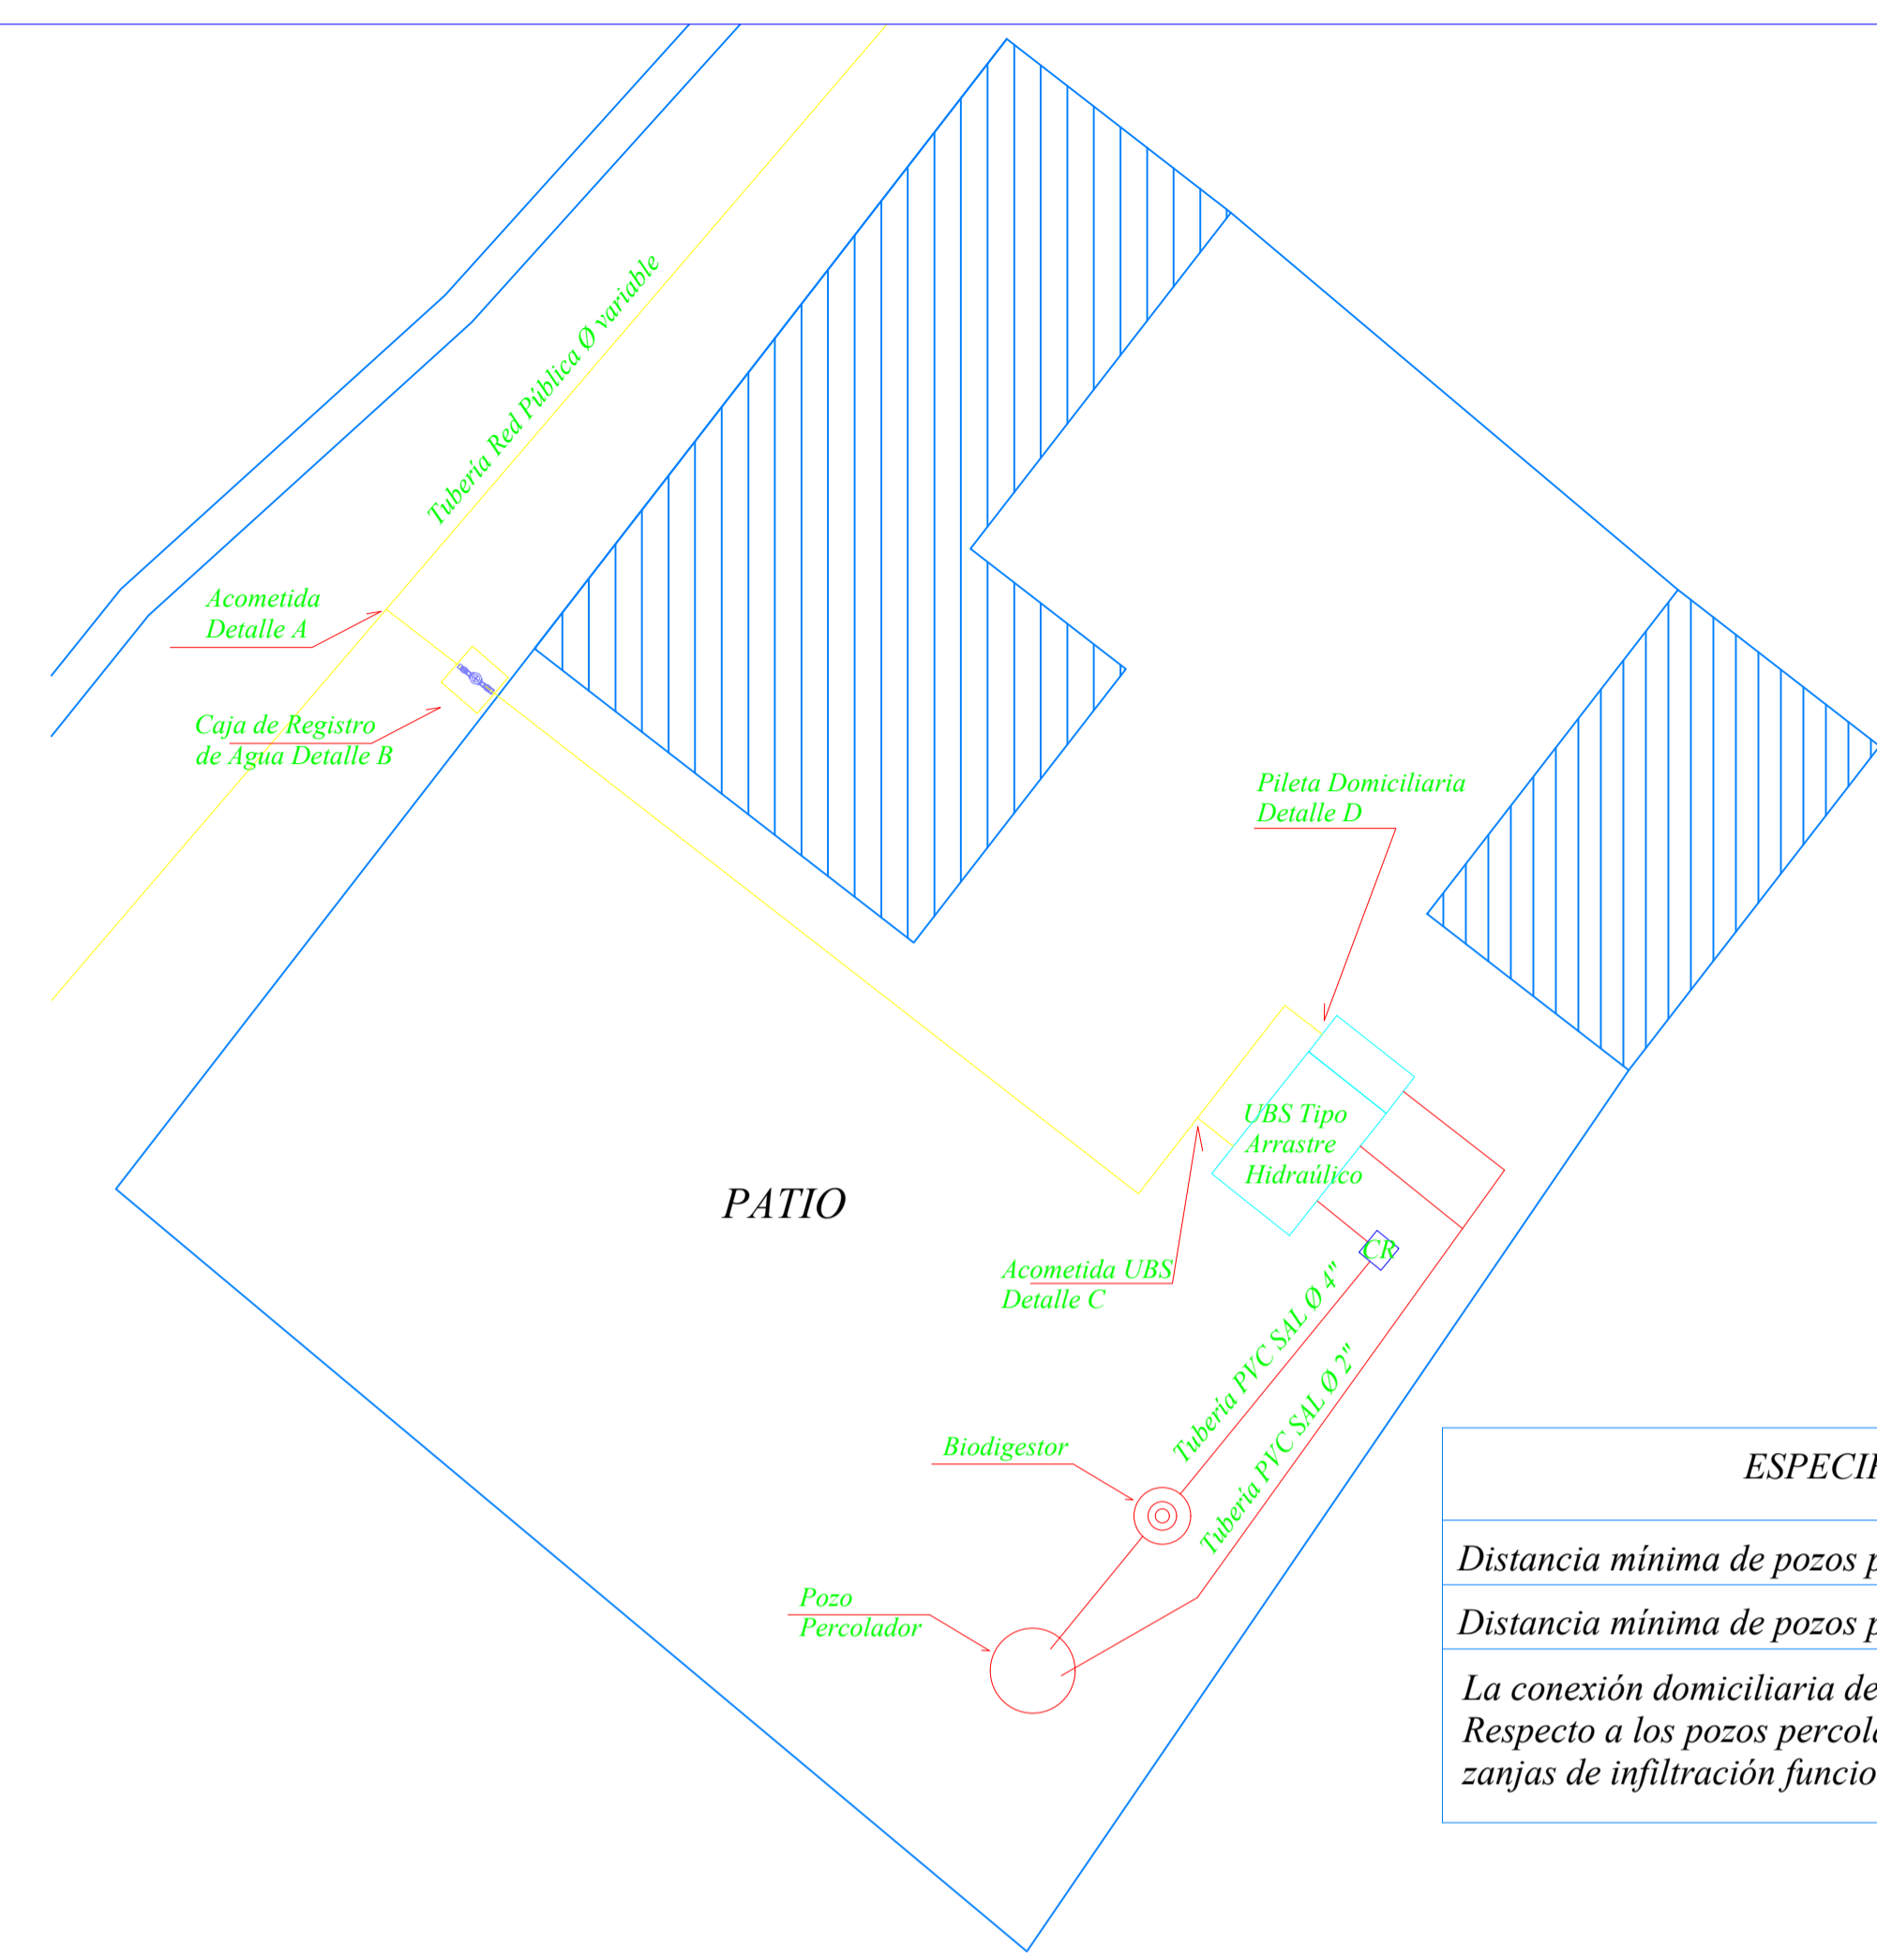 Tubería Red Pública Ø variable
Acometida
Detalle A
Caja de Registro
de Agua Detalle B
Pileta Domiciliaria
Detalle D
UBS Tipo
Arrastre
Hidraúlico
PATIO
CR
Acometida UBS
Detalle C
Tubería PVC SAL Ø 4"
Tubería PVC SAL Ø 2"
Biodigestor
Pozo
Percolador
ESPECI
Distancia mínima de pozos p
Distancia mínima de pozos p
La conexión domiciliaria de
Respecto a los pozos percol
zanjas de infiltración funcio